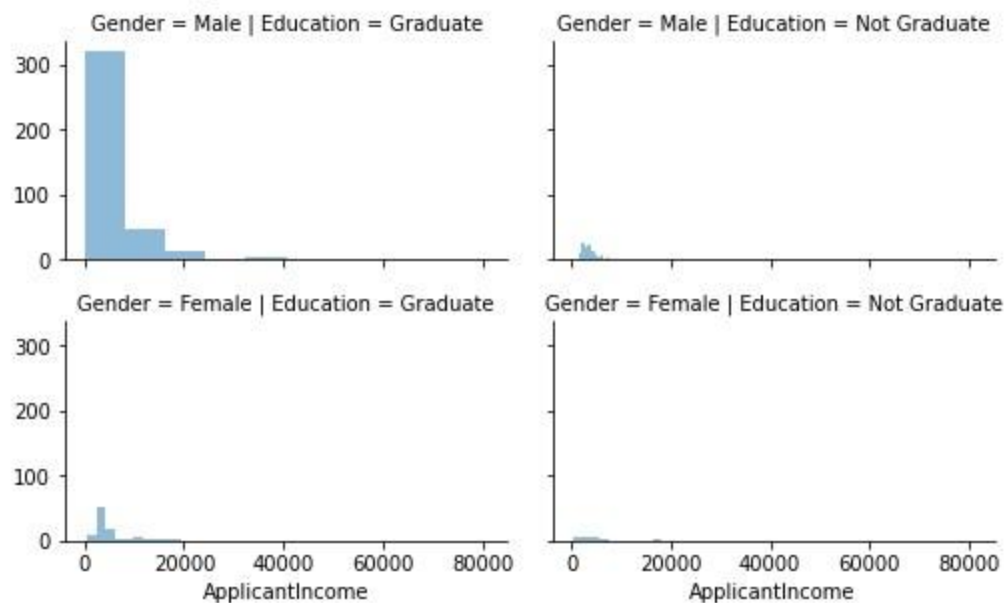 Gender = Male | Education = Graduate
Gender = Male | Education = Not Graduate
300
200
100
0
Gender = Female | Education = Graduate
Gender = Female | Education = Not Graduate
300
200
100
0
0 20000 40000 60000 80000
0 20000 40000 60000 80000
ApplicantIncome
ApplicantIncome